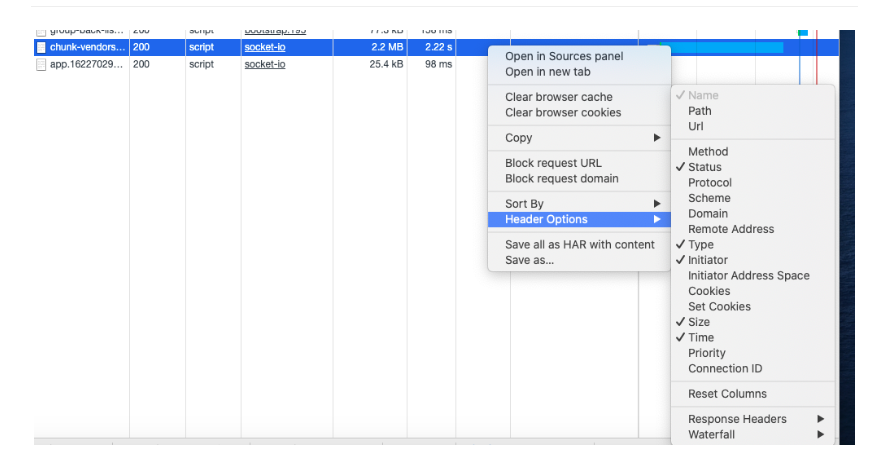 group-back-lis... 200 script bootstrap:195 77.3 kB 136 ms
chunk-vendors... 200 script socket-io 2.2 MB 2.22 s
app.16227029... 200 script socket-io 25.4 kB 98 ms
Open in Sources panel
Open in new tab
Clear browser cache
Clear browser cookies
Copy
Block request URL
Block request domain
Sort By
Header Options
Save all as HAR with content
Save as...
Name
Path
Url
Method
Status
Protocol
Scheme
Domain
Remote Address
Type
Initiator
Initiator Address Space
Cookies
Set Cookies
Size
Time
Priority
Connection ID
Reset Columns
Response Headers
Waterfall